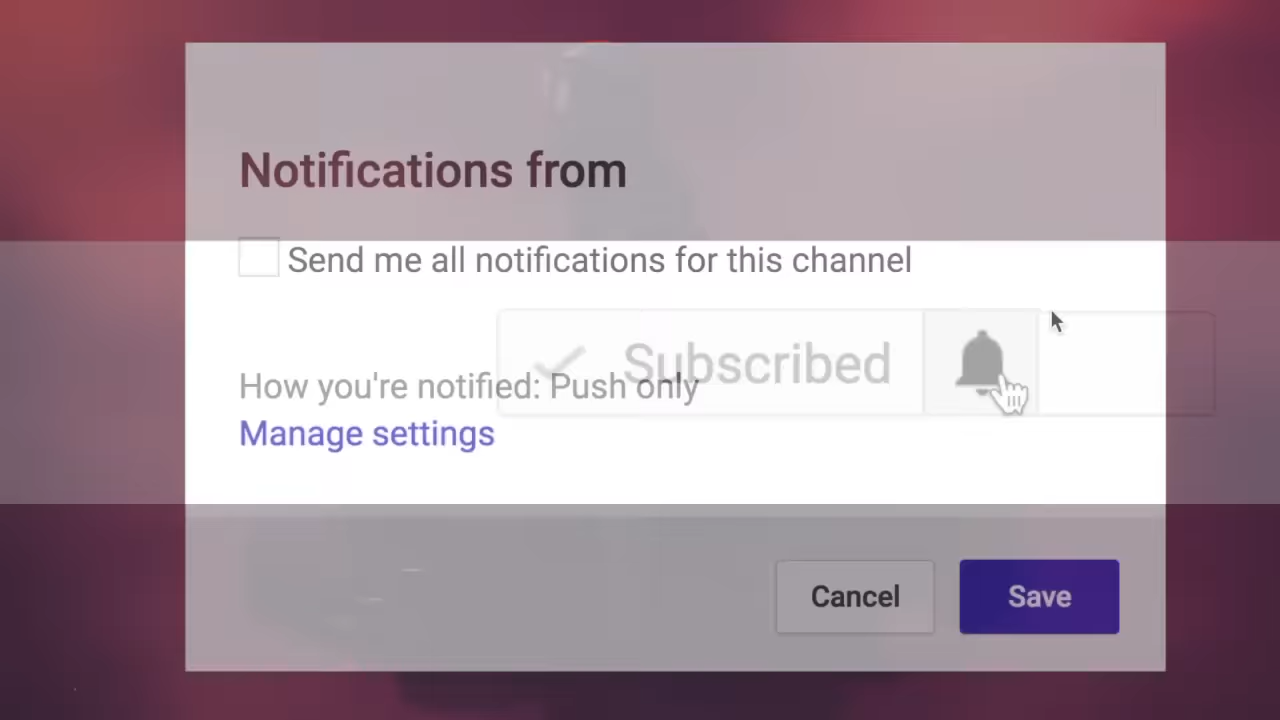 Notifications from
Send me all notifications for this channel
Subscribed
How you're notified: Push only
Manage settings
Cancel
Save